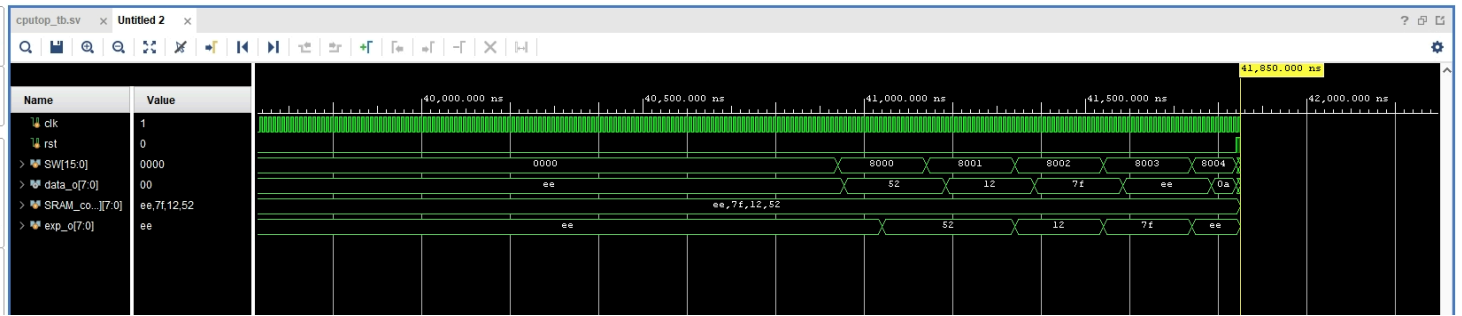 cputop_tb.sv × Untitled 2 ×
41,850.000 ns
Name Value
40,000.000 ns 40,500.000 ns 41,000.000 ns 41,500.000 ns 42,000.000 ns
clk 1
rst 0
SW[15:0] 0000 0000 8000 8001 8002 8003 8004
data_o[7:0] 00 ee 52 12 7f ee 0a
SRAM_co...][7:0] ee,7f,12,52 ee,7f,12,52
exp_o[7:0] ee ee 52 12 7f ee